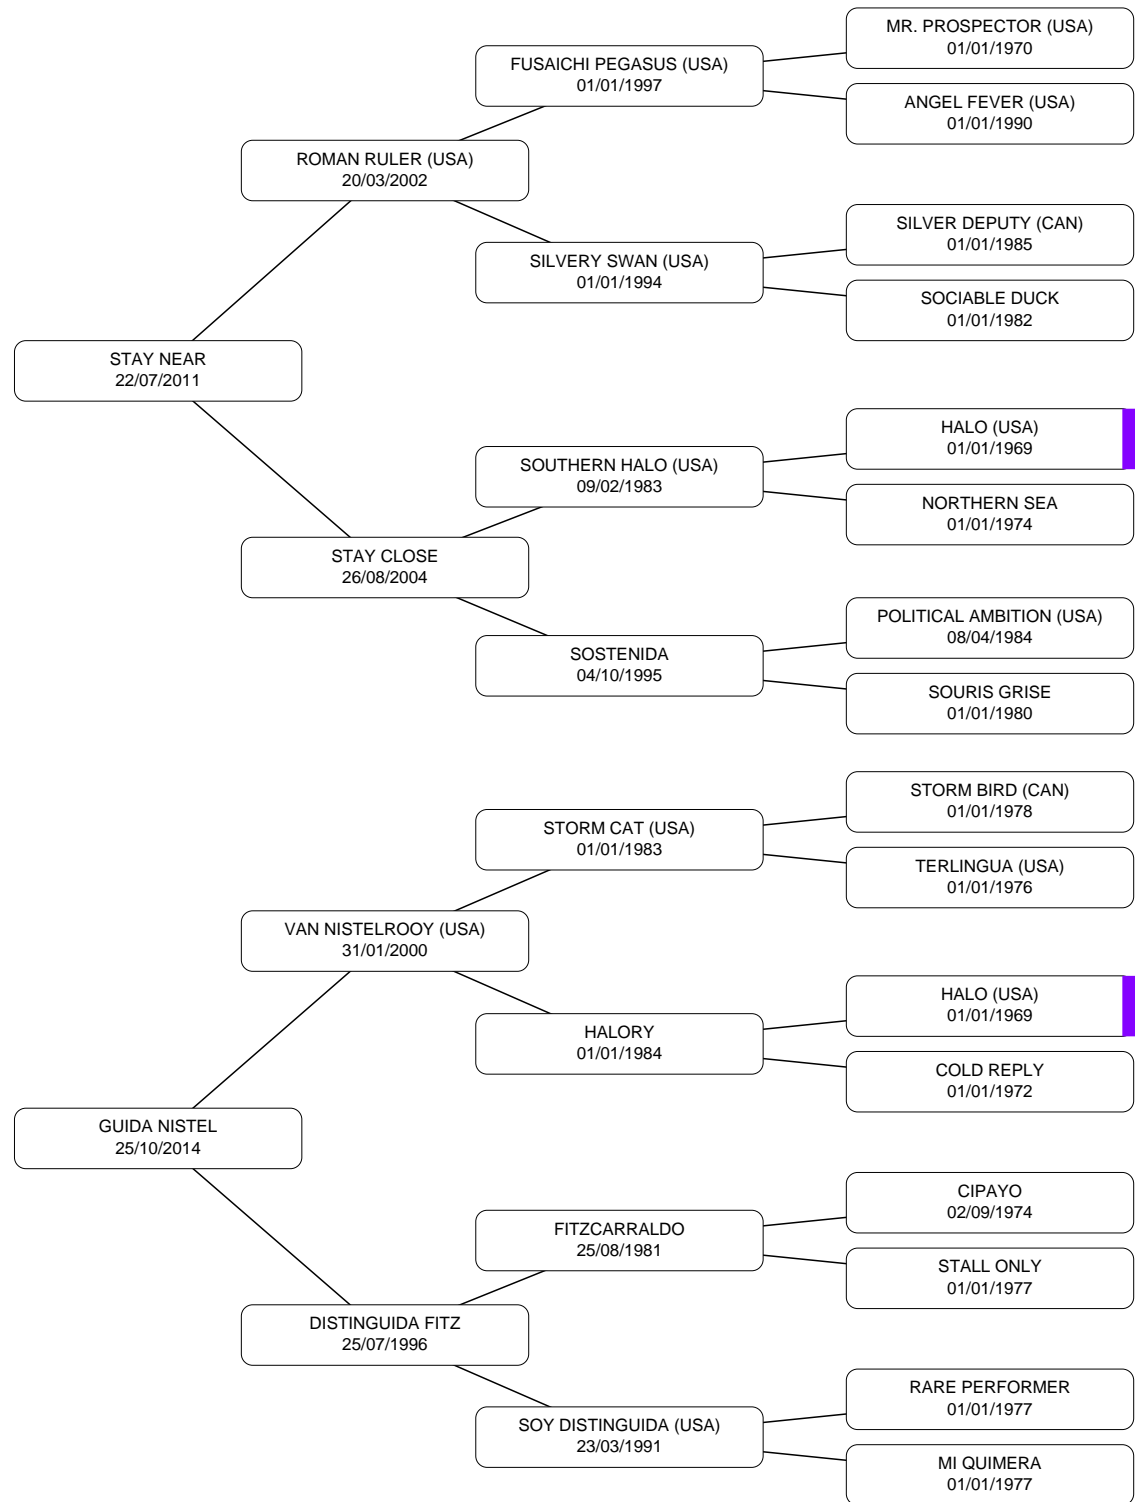 MR. PROSPECTOR (USA)
01/01/1970
FUSAICHI PEGASUS (USA)
01/01/1997
ANGEL FEVER (USA)
01/01/1990
ROMAN RULER (USA)
20/03/2002
SILVER DEPUTY (CAN)
01/01/1985
SILVERY SWAN (USA)
01/01/1994
SOCIABLE DUCK
01/01/1982
STAY NEAR
22/07/2011
HALO (USA)
01/01/1969
SOUTHERN HALO (USA)
09/02/1983
NORTHERN SEA
01/01/1974
STAY CLOSE
26/08/2004
POLITICAL AMBITION (USA)
08/04/1984
SOSTENIDA
04/10/1995
SOURIS GRISE
01/01/1980
STORM BIRD (CAN)
01/01/1978
STORM CAT (USA)
01/01/1983
TERLINGUA (USA)
01/01/1976
VAN NISTELROOY (USA)
31/01/2000
HALO (USA)
01/01/1969
HALORY
01/01/1984
COLD REPLY
01/01/1972
GUIDA NISTEL
25/10/2014
CIPAYO
02/09/1974
FITZCARRALDO
25/08/1981
STALL ONLY
01/01/1977
DISTINGUIDA FITZ
25/07/1996
RARE PERFORMER
01/01/1977
SOY DISTINGUIDA (USA)
23/03/1991
MI QUIMERA
01/01/1977